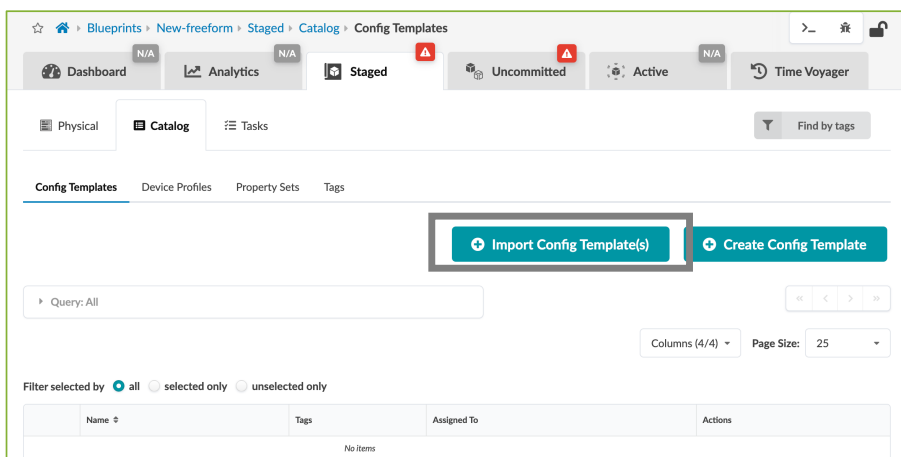 Blueprints New-freeform Staged Catalog Config Templates
N/A N/A N/A
Dashboard Analytics Staged Uncommitted Active Time Voyager
Physical Catalog Tasks Find by tags
Config Templates Device Profiles Property Sets Tags
Import Config Template(s) Create Config Template
Query: All
Columns (4/4) Page Size: 25
Filter selected by all selected only unselected only
Name Tags Assigned To Actions
No items